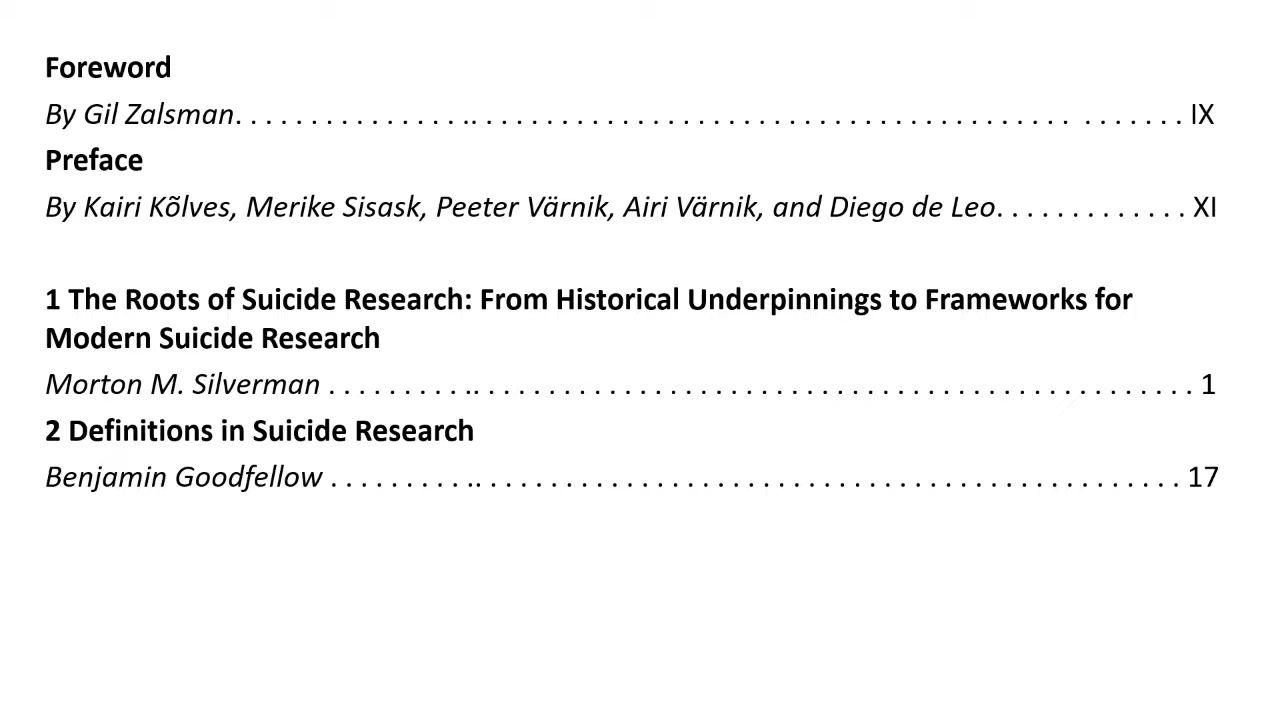 Foreword
By Gil Zalsman. . . . . . . . . . . . . . . .. . . . . . . . . . . . . . . . . . . . . . . . . . . . . . . . . . . . . . . . .  . . . . . . . IX
Preface
By Kairi Kõlves, Merike Sisask, Peeter Värnik, Airi Värnik, and Diego de Leo. . . . . . . . . . . . . XI
1 The Roots of Suicide Research: From Historical Underpinnings to Frameworks for
Modern Suicide Research
Morton M. Silverman . . . . . . . . . .. . . . . . . . . . . . . . . . . . . . . . . . . . . . . . . . . . . . . . . . . . . . . . . . . 1
2 Definitions in Suicide Research
Benjamin Goodfellow . . . . . . . . . .. . . . . . . . . . . . . . . . . . . . . . . . . . . . . . . . . . . . . . . . . . . . . . . . 17